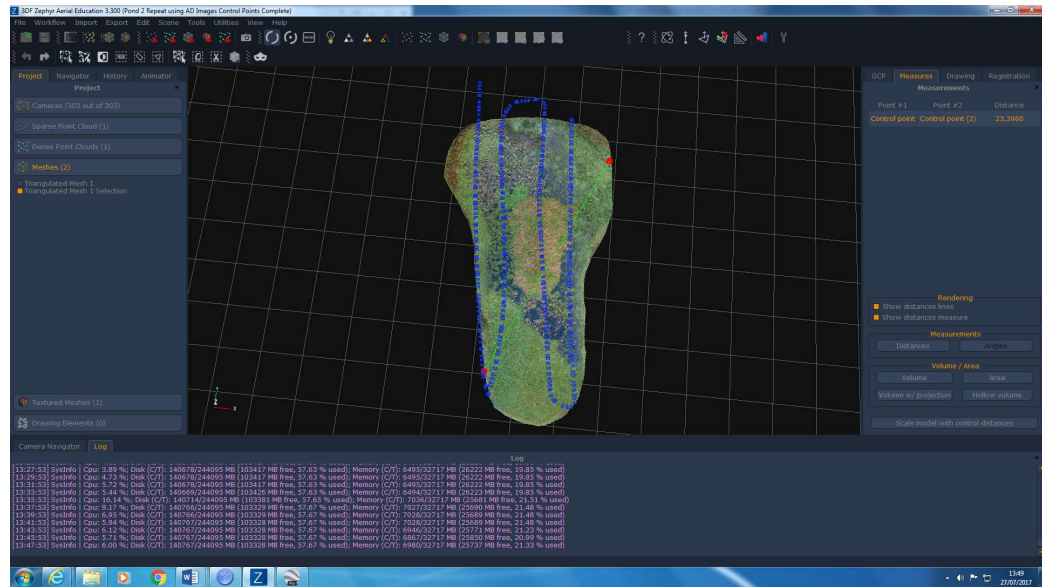 3DF Zephyr Aerial Education 3.300 (Pond 2 Repeat using AD Images Control Points Complete)
File Workflow Import Export Edit Scene Tools Utilities View Help
Project Navigator History Animator
Project
Cameras (303 out of 303)
Sparse Point Cloud (1)
Dense Point Clouds (1)
Meshes (2)
Triangulated Mesh 1
Triangulated Mesh 1 Selection
Textured Meshes (1)
Drawing Elements (0)
Y
Z X
GCP Measures Drawing Registration
Measurements
Point #1 Point #2 Distance
Control point Control point (2) 23.3960
Rendering
Show distances lines
Show distances measure
Measurements
Distances Angles
Volume / Area
Volume Area
Volume w/ projection Hollow volume
Scale model with control distances
Camera Navigator Log
Log
[13:27:53] SysInfo | Cpu: 3.89 %; Disk (C/T): 140678/244095 MB (103417 MB free, 57.63 % used); Memory (C/T): 6495/32717 MB (26222 MB free, 19.85 % used)
[13:29:53] SysInfo | Cpu: 4.73 %; Disk (C/T): 140678/244095 MB (103417 MB free, 57.63 % used); Memory (C/T): 6495/32717 MB (26222 MB free, 19.85 % used)
[13:31:53] SysInfo | Cpu: 5.72 %; Disk (C/T): 140678/244095 MB (103417 MB free, 57.63 % used); Memory (C/T): 6495/32717 MB (26222 MB free, 19.85 % used)
[13:33:53] SysInfo | Cpu: 5.44 %; Disk (C/T): 140669/244095 MB (103426 MB free, 57.63 % used); Memory (C/T): 6494/32717 MB (26223 MB free, 19.85 % used)
[13:35:53] SysInfo | Cpu: 16.14 %; Disk (C/T): 140714/244095 MB (103381 MB free, 57.65 % used); Memory (C/T): 7036/32717 MB (25681 MB free, 21.51 % used)
[13:37:53] SysInfo | Cpu: 9.17 %; Disk (C/T): 140766/244095 MB (103329 MB free, 57.67 % used); Memory (C/T): 7027/32717 MB (25690 MB free, 21.48 % used)
[13:39:53] SysInfo | Cpu: 6.95 %; Disk (C/T): 140766/244095 MB (103329 MB free, 57.67 % used); Memory (C/T): 7028/32717 MB (25689 MB free, 21.48 % used)
[13:41:53] SysInfo | Cpu: 5.94 %; Disk (C/T): 140767/244095 MB (103328 MB free, 57.67 % used); Memory (C/T): 7028/32717 MB (25689 MB free, 21.48 % used)
[13:43:53] SysInfo | Cpu: 6.12 %; Disk (C/T): 140767/244095 MB (103328 MB free, 57.67 % used); Memory (C/T): 6946/32717 MB (25771 MB free, 21.23 % used)
[13:45:53] SysInfo | Cpu: 5.71 %; Disk (C/T): 140767/244095 MB (103328 MB free, 57.67 % used); Memory (C/T): 6867/32717 MB (25850 MB free, 20.99 % used)
[13:47:53] SysInfo | Cpu: 6.00 %; Disk (C/T): 140767/244095 MB (103328 MB free, 57.67 % used); Memory (C/T): 6980/32717 MB (25737 MB free, 21.33 % used)
13:49
27/07/2017